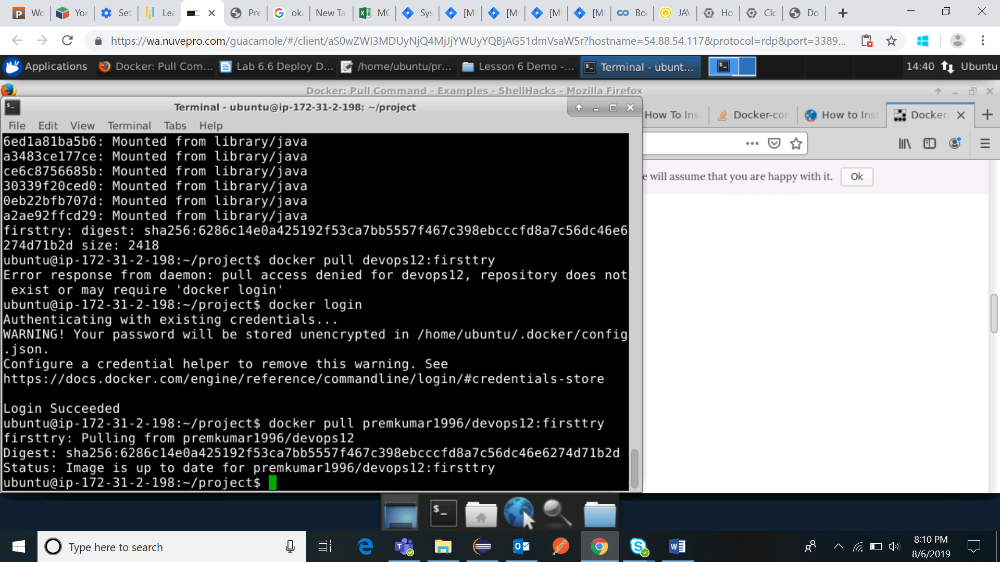 Wo
Yor
Set
Lea
Pre
oka
New Ta
MC
Sys
[M
[M
[M
[M
Bo
JAV
Ho
Clo
Do
https://wa.nuvepro.com/guacamole/#/client/aS0wZWI3MDUyNjQ4MjJjYWUyYQBjAG51dmVsaW5r?hostname=54.88.54.117&protocol=rdp&port=3389...
Applications
Docker: Pull Com...
Lab 6.6 Deploy D...
/home/ubuntu/pr...
Lesson 6 Demo -...
Terminal - ubunt...
14:40
Ubuntu
Docker: Pull Command - Examples - ShellHacks - Mozilla Firefox
Terminal - ubuntu@ip-172-31-2-198: ~/project
How To Ins
Docker-con
How to Inst
Docker:
File Edit View Terminal Tabs Help
6ed1a81ba5b6: Mounted from library/java
a3483ce177ce: Mounted from library/java
ce6c8756685b: Mounted from library/java
30339f20ced0: Mounted from library/java
0eb22bfb707d: Mounted from library/java
a2ae92ffcd29: Mounted from library/java
firsttry: digest: sha256:6286c14e0a425192f53ca7bb5557f467c398ebcccfd8a7c56dc46e6
274d71b2d size: 2418
ubuntu@ip-172-31-2-198:~/project$ docker pull devops12:firsttry
Error response from daemon: pull access denied for devops12, repository does not
exist or may require 'docker login'
ubuntu@ip-172-31-2-198:~/project$ docker login
Authenticating with existing credentials...
WARNING! Your password will be stored unencrypted in /home/ubuntu/.docker/config
.json.
Configure a credential helper to remove this warning. See
https://docs.docker.com/engine/reference/commandline/login/#credentials-store
Login Succeeded
ubuntu@ip-172-31-2-198:~/project$ docker pull premkumar1996/devops12:firsttry
firsttry: Pulling from premkumar1996/devops12
Digest: sha256:6286c14e0a425192f53ca7bb5557f467c398ebcccfd8a7c56dc46e6274d71b2d
Status: Image is up to date for premkumar1996/devops12:firsttry
ubuntu@ip-172-31-2-198:~/project$
e will assume that you are happy with it.
Ok
Type here to search
8:10 PM
8/6/2019